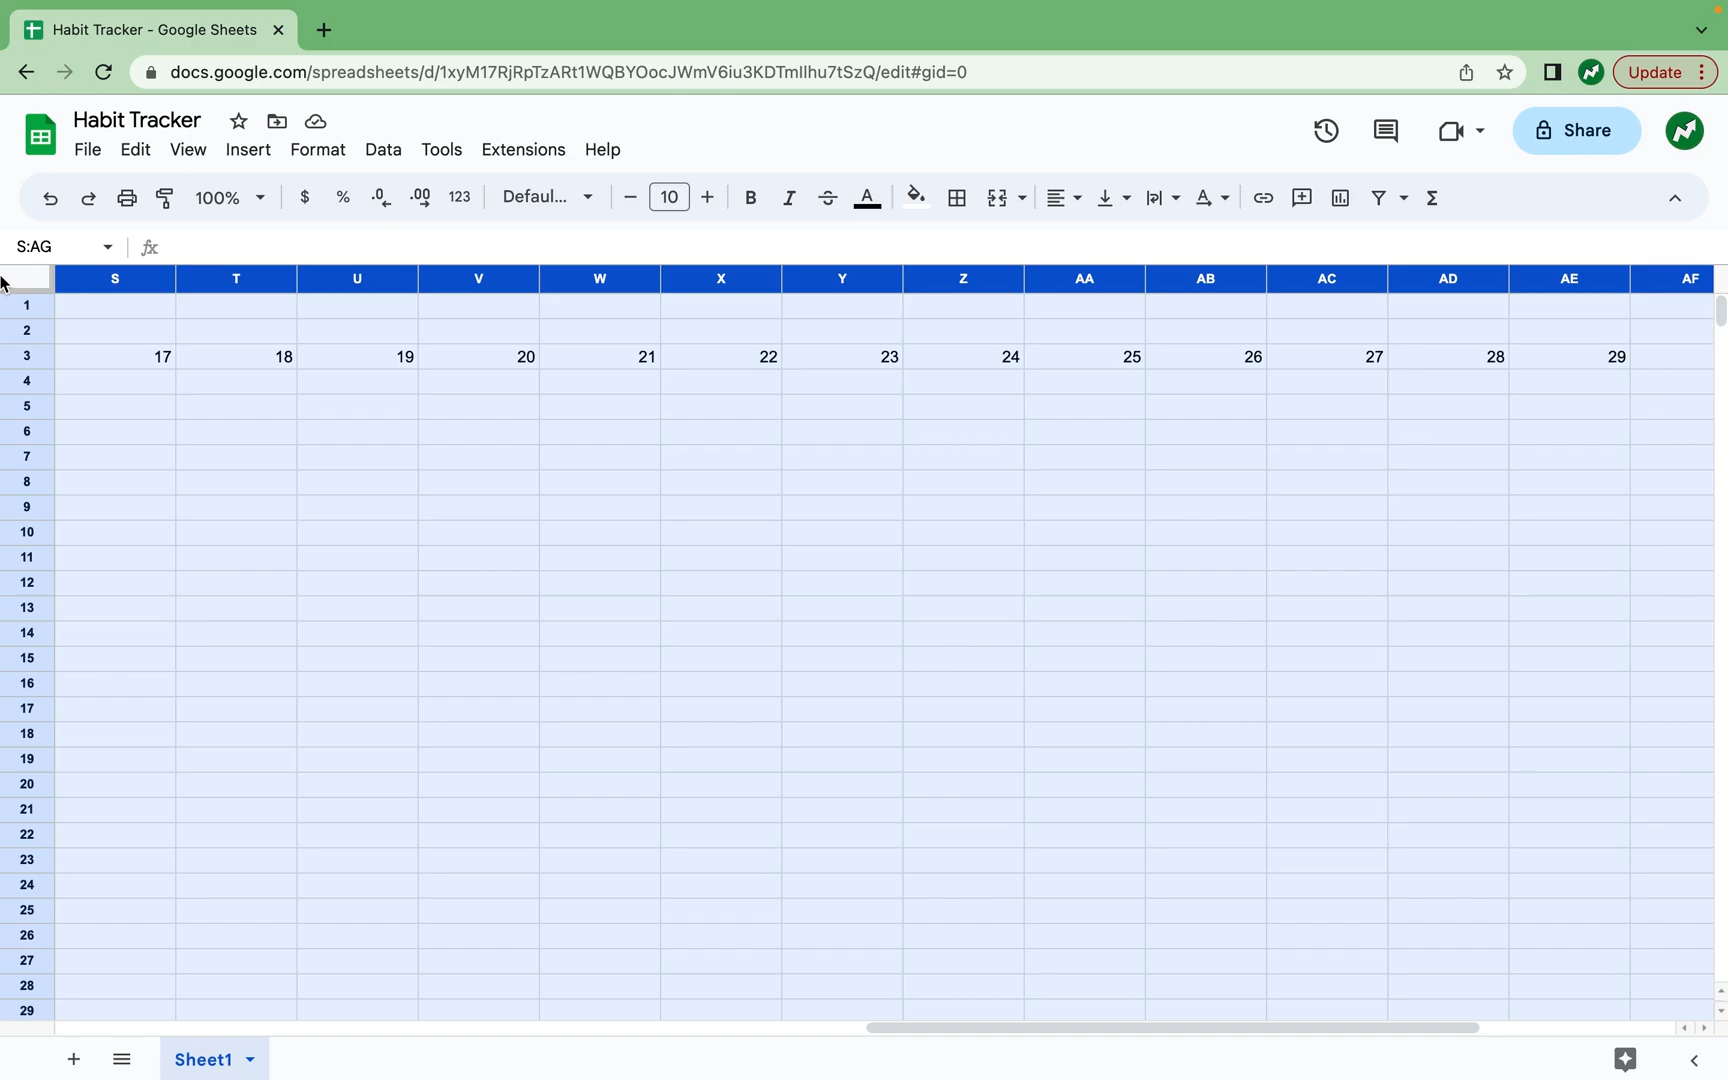 Habit Tracker - Google Sheets
docs.google.com/spreadsheets/d/1xyM17RjRpTzARt1WQBYOocJWmV6iu3KDTmIlhu7tSzQ/edit#gid=0
Update
Habit Tracker
File Edit View Insert Format Data Tools Extensions Help
Share
100% $ % .0 .00 123 Defaul... 10 B I S A
S:AG fx
S T U V W X Y Z AA AB AC AD AE AF
1
2
3 17 18 19 20 21 22 23 24 25 26 27 28 29
4
5
6
7
8
9
10
11
12
13
14
15
16
17
18
19
20
21
22
23
24
25
26
27
28
29
Sheet1